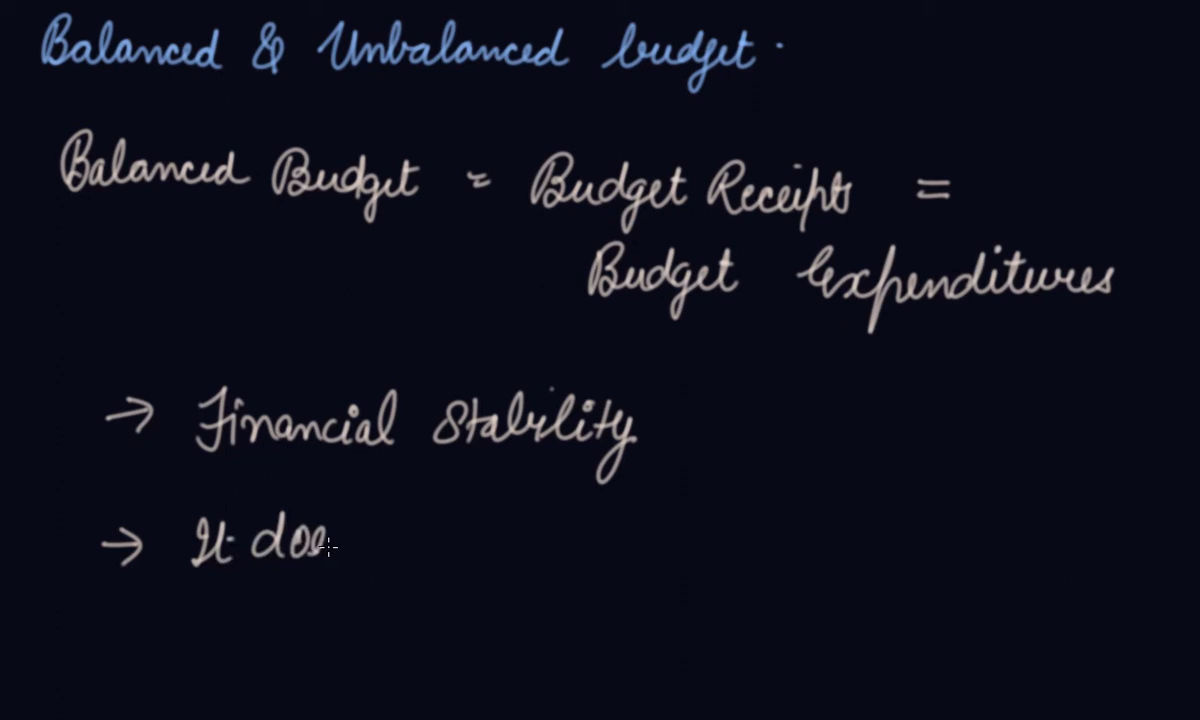 Balanced & Unbalanced budget.
Balanced Budget = Budget Receipts =
Budget expenditures
→ Financial Stability
→ It doe